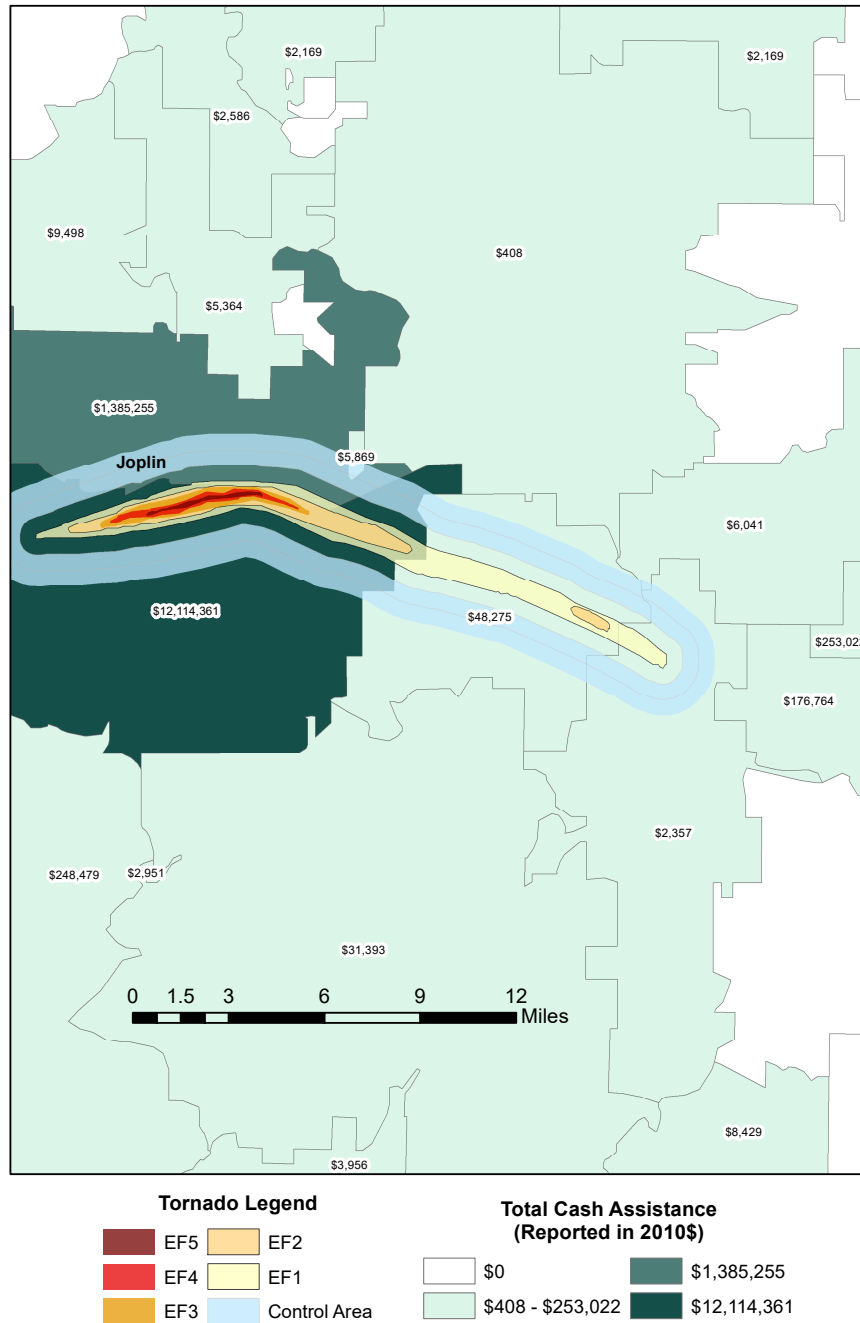 $2,169
$2,169
$2,586
$9,498
$408
$5,364
$1,385,255
Joplin
$5,869
$6,041
$12,114,361
$48,275
$253,022
$176,764
$2,357
$248,479
$2,951
$31,393
0 1.5 3 6 9 12
Miles
$8,429
$3,956
Tornado Legend
EF5 EF2
EF4 EF1
EF3 Control Area
Total Cash Assistance
(Reported in 2010$)
$0 $1,385,255
$408 - $253,022 $12,114,361